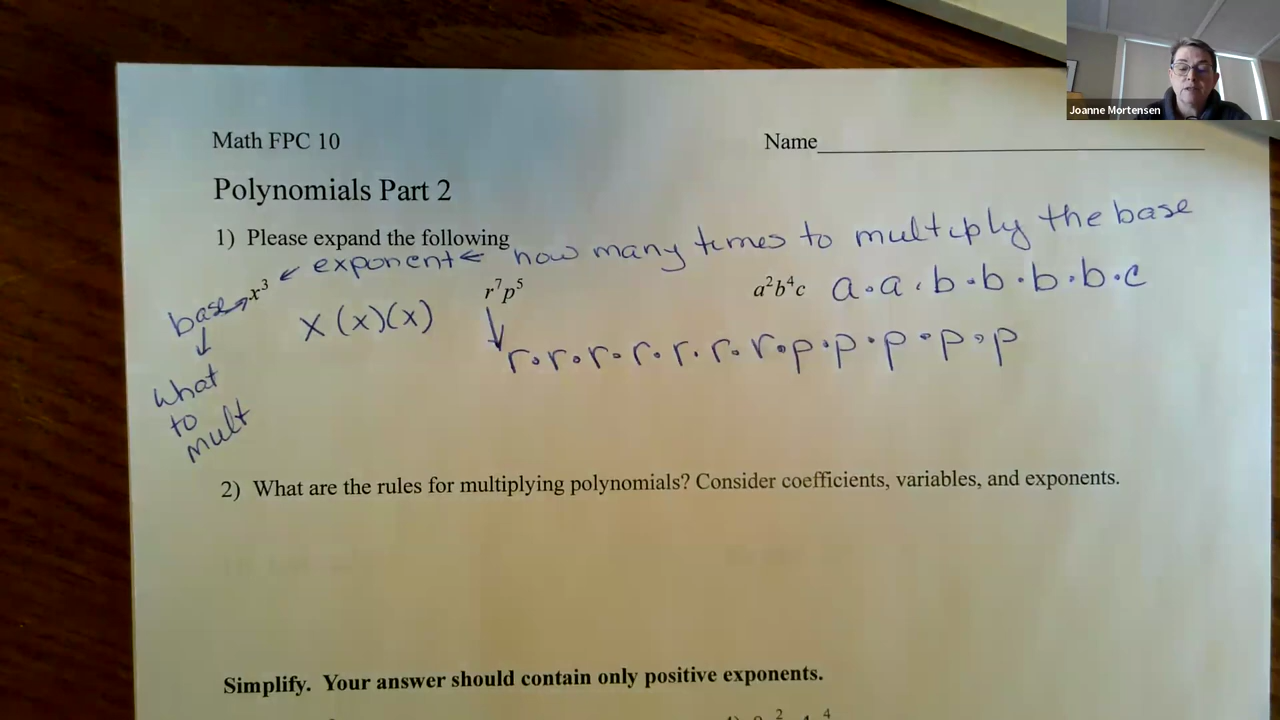 Joanne Mortensen
Math FPC 10 Name
Polynomials Part 2
1) Please expand the following
exponent ← how many times to multiply the base
base → x³ ←
x(x)(x)
r⁷p⁵
a²b⁴c a·a·b·b·b·b·c
r·r·r·r·r·r·r·p·p·p·p·p
what
to
mult
2) What are the rules for multiplying polynomials? Consider coefficients, variables, and exponents.
Simplify. Your answer should contain only positive exponents.